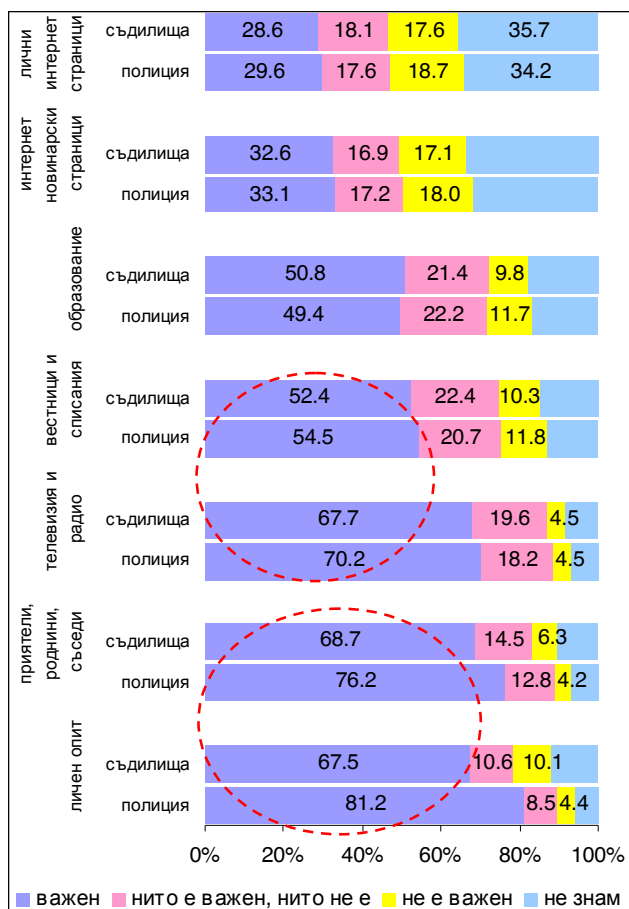 лични интернет страници
съдилища 28.6 18.1 17.6 35.7
полиция 29.6 17.6 18.7 34.2
интернет новинарски страници
съдилища 32.6 16.9 17.1
полиция 33.1 17.2 18.0
образование
съдилища 50.8 21.4 9.8
полиция 49.4 22.2 11.7
вестници и списания
съдилища 52.4 22.4 10.3
полиция 54.5 20.7 11.8
телевизия и радио
съдилища 67.7 19.6 4.5
полиция 70.2 18.2 4.5
приятели, роднини, съседи
съдилища 68.7 14.5 6.3
полиция 76.2 12.8 4.2
личен опит
съдилища 67.5 10.6 10.1
полиция 81.2 8.5 4.4
0% 20% 40% 60% 80% 100%
важен нито е важен, нито не е не е важен не знам